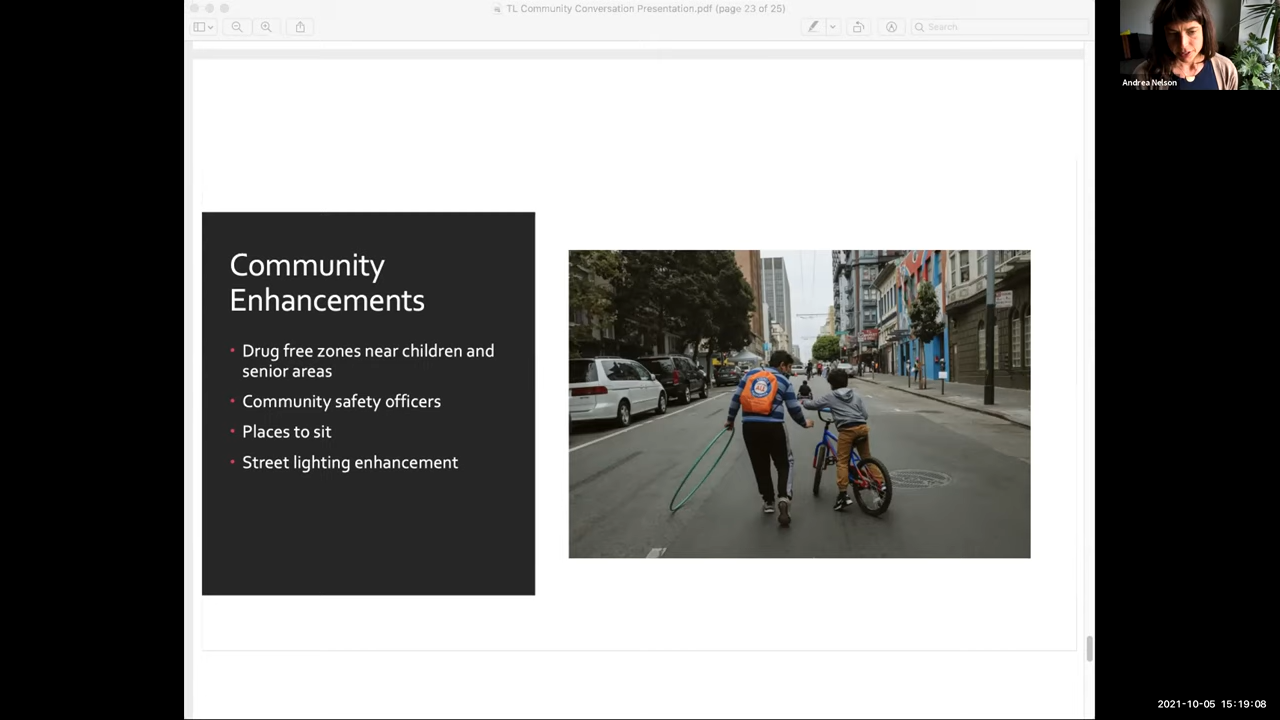 TL Community Conversation Presentation.pdf (page 23 of 25)
Search
Andrea Nelson
Community
Enhancements
• Drug free zones near children and
senior areas
• Community safety officers
• Places to sit
• Street lighting enhancement
2021-10-05 15:19:08